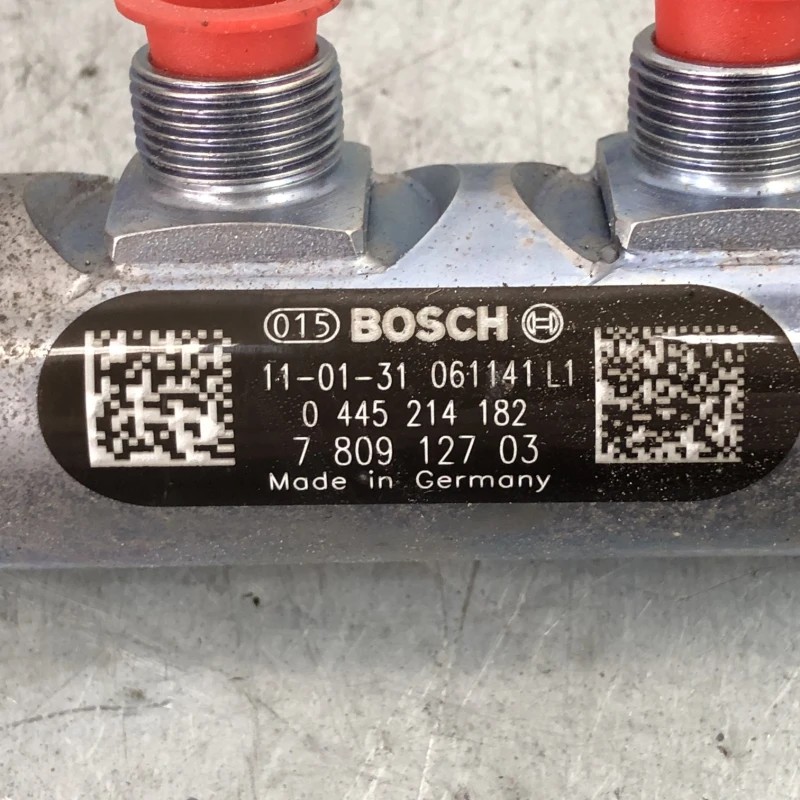 015 BOSCH
11-01-31 061141 L1
0 445 214 182
7 809 127 03
Made in Germany